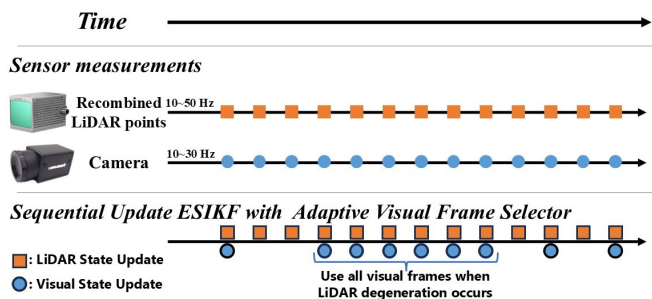 Time
Sensor measurements
Recombined
LiDAR points
10~50 Hz
Camera
10~30 Hz
Sequential Update ESIKF with Adaptive Visual Frame Selector
: LiDAR State Update
: Visual State Update
Use all visual frames when
LiDAR degeneration occurs